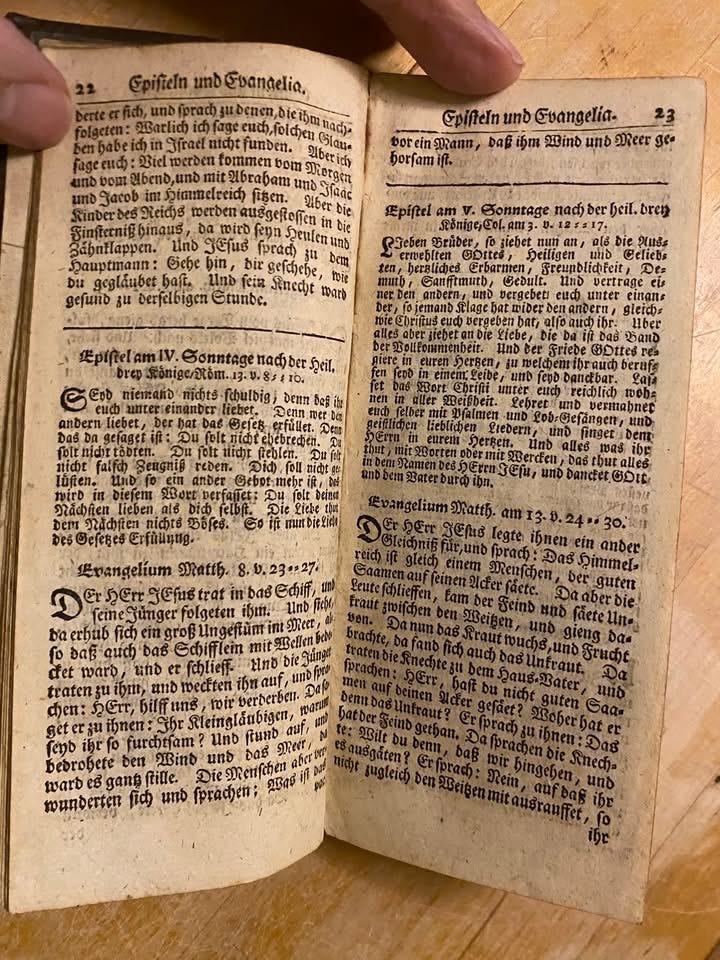 22 Episteln und Evangelia.
derte er sich, und sprach zu denen, die ihm nach-
folgeten: Warlich ich sage euch, solchen Glau-
ben habe ich in Israel nicht funden. Aber ich
sage euch: Viel werden kommen vom Morgen
und vom Abend, und mit Abraham und Isaac
und Jacob im Himmelreich sitzen. Aber die
Kinder des Reichs werden ausgestossen in die
Finsterniß hinaus, da wird seyn Heulen und
Zähnklappen. Und JEsus sprach zu dem
Hauptmann: Gehe hin, dir geschehe, wie
du gegläubet hast. Und sein Knecht ward
gesund zu derselbigen Stunde.
Epistel am IV. Sonntage nach der Heil.
drey Könige/Röm. 13. v. 8 :: 10.
SEyd niemand nichts schuldig, denn daß ihr
euch unter einander liebet. Denn wer den
andern liebet, der hat das Gesetz erfüllet. Denn
das da gesaget ist: Du solt nicht ehebrechen. Du
solt nicht tödten. Du solt nicht stehlen. Du solt
nicht falsch Zeugniß reden. Dich soll nicht ge-
lüsten. Und so ein ander Gebot mehr ist, das
wird in diesem Wort verfasset: Du solt deinen
Nächsten lieben als dich selbst. Die Liebe thut
dem Nächsten nichts Böses. So ist nun die Liebe
des Gesetzes Erfüllung.
Evangelium Matth. 8. v. 23 :: 27.
DEr HErr JEsus trat in das Schiff, und
seine Jünger folgeten ihm. Und siehe,
da erhub sich ein groß Ungestüm im Meer, al-
so daß auch das Schifflein mit Wellen bede-
cket ward, und er schlieff. Und die Jünger
traten zu ihm, und weckten ihn auf, und spra-
chen: HErr, hilff uns, wir verderben. Da sa-
get er zu ihnen: Ihr Kleingläubigen, warum
seyd ihr so furchtsam? Und stund auf, und
bedrohete den Wind und das Meer, da
ward es gantz stille. Die Menschen aber ver-
wunderten sich und sprachen: Was ist das
vor
Episteln und Evangelia. 23
vor ein Mann, daß ihm Wind und Meer ge-
horsam ist.
Epistel am V. Sonntage nach der heil. drey
Könige, Col. am 3. v. 12 :: 17.
LIeben Brüder, so ziehet nun an, als die Aus-
erwehlten GOttes, Heiligen und Gelieb-
ten, hertzliches Erbarmen, Freundlichkeit, De-
muth, Sanfftmuth, Gedult. Und vertrage ei-
ner den andern, und vergebet euch unter einan-
der, so jemand Klage hat wider den andern, gleich-
wie Christus euch vergeben hat, also auch ihr. Uber
alles aber ziehet an die Liebe, die da ist das Band
der Vollkommenheit. Und der Friede GOttes re-
giere in euren Hertzen, zu welchem ihr auch beruf-
fen seyd in einem Leibe, und seyd danckbar. Las-
set das Wort Christi unter euch reichlich woh-
nen in aller Weißheit. Lehret und vermahnet
euch selber mit Psalmen und Lob-Gesängen, und
geistlichen lieblichen Liedern, und singet dem
HErrn in eurem Hertzen. Und alles was ihr
thut, mit Worten oder mit Wercken, das thut alles
in dem Namen des HErrn JEsu, und dancket GOtt
und dem Vater durch ihn.
Evangelium Matth. am 13. v. 24 :: 30.
DEr HErr JEsus legte ihnen ein ander
Gleichniß für, und sprach: Das Himmel-
reich ist gleich einem Menschen, der guten
Saamen auf seinen Acker säete. Da aber die
Leute schlieffen, kam der Feind und säete Un-
kraut zwischen den Weitzen, und gieng da-
von. Da nun das Kraut wuchs, und Frucht
brachte, da fand sich auch das Unkraut. Da
traten die Knechte zu dem Haus-Vater, und
sprachen: HErr, hast du nicht guten Saa-
men auf deinen Acker gesäet? Woher hat er
denn das Unkraut? Er sprach zu ihnen: Das
hat der Feind gethan. Da sprachen die Knech-
te: Wilt du denn, daß wir hingehen, und
es ausgäten? Er sprach: Nein, auf daß ihr
nicht zugleich den Weitzen mit ausrauffet, so
ihr